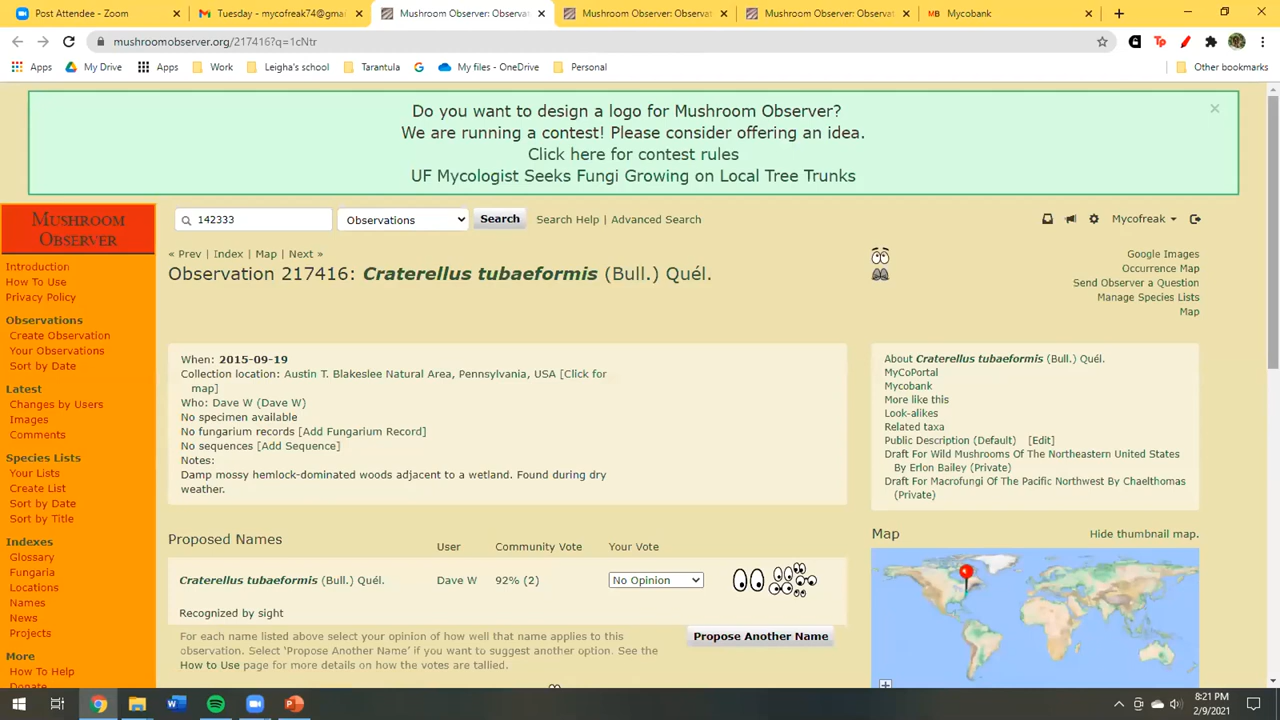 Post Attendee - Zoom
Tuesday - mycofreak74@gmail
Mushroom Observer: Observat
Mushroom Observer: Observat
Mushroom Observer: Observat
MB Mycobank
mushroomobserver.org/217416?q=1cNtr
Apps
My Drive
Apps
Work
Leigha's school
Tarantula
My files - OneDrive
Personal
Other bookmarks
Do you want to design a logo for Mushroom Observer?
We are running a contest! Please consider offering an idea.
Click here for contest rules
UF Mycologist Seeks Fungi Growing on Local Tree Trunks
×
MUSHROOM
OBSERVER
142333
Observations
Search
Search Help | Advanced Search
Mycofreak
Introduction
How To Use
Privacy Policy
Observations
Create Observation
Your Observations
Sort by Date
Latest
Changes by Users
Images
Comments
Species Lists
Your Lists
Create List
Sort by Date
Sort by Title
Indexes
Glossary
Fungaria
Locations
Names
News
Projects
More
How To Help
Donate
« Prev | Index | Map | Next »
Observation 217416: Craterellus tubaeformis (Bull.) Quél.
Google Images
Occurrence Map
Send Observer a Question
Manage Species Lists
Map
When: 2015-09-19
Collection location: Austin T. Blakeslee Natural Area, Pennsylvania, USA [Click for
map]
Who: Dave W (Dave W)
No specimen available
No fungarium records [Add Fungarium Record]
No sequences [Add Sequence]
Notes:
Damp mossy hemlock-dominated woods adjacent to a wetland. Found during dry
weather.
About Craterellus tubaeformis (Bull.) Quél.
MyCoPortal
Mycobank
More like this
Look-alikes
Related taxa
Public Description (Default) [Edit]
Draft For Wild Mushrooms Of The Northeastern United States
By Erlon Bailey (Private)
Draft For Macrofungi Of The Pacific Northwest By Chaelthomas
(Private)
Proposed Names
User
Community Vote
Your Vote
Craterellus tubaeformis (Bull.) Quél.
Dave W
92% (2)
No Opinion
Recognized by sight
For each name listed above select your opinion of how well that name applies to this
observation. Select 'Propose Another Name' if you want to suggest another option. See the
How to Use page for more details on how the votes are tallied.
Propose Another Name
Map
Hide thumbnail map.
8:21 PM
2/9/2021